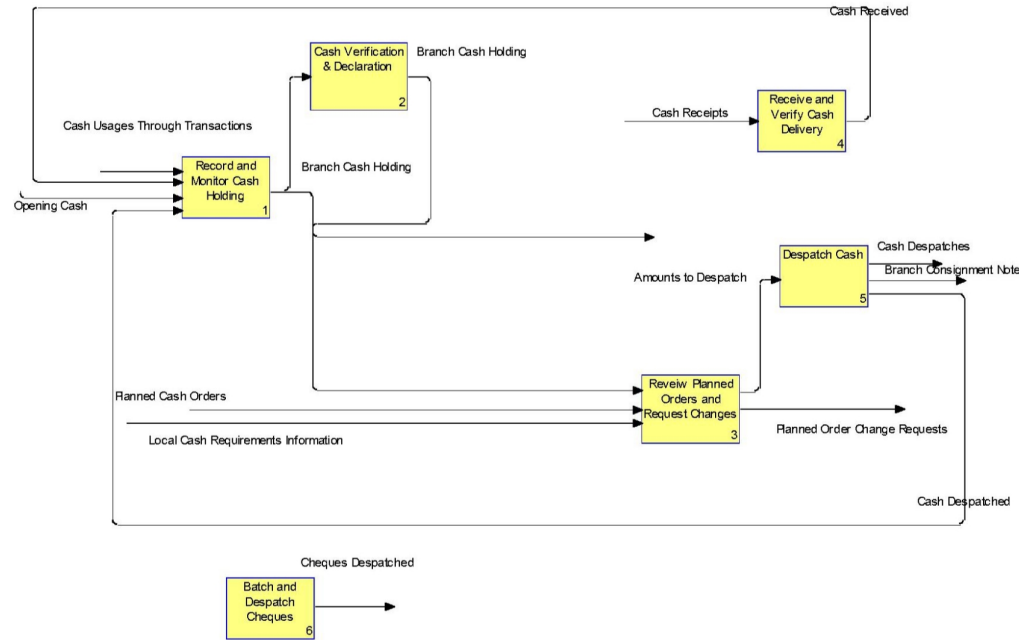 Cash Received
Cash Verification
& Declaration
2
Branch Cash Holding
Receive and
Verify Cash
Delivery
4
Cash Receipts
Cash Usages Through Transactions
Record and
Monitor Cash
Holding
1
Branch Cash Holding
Opening Cash
Despatch Cash
5
Cash Despatches
Branch Consignment Note
Amounts to Despatch
Reveiw Planned
Orders and
Request Changes
3
Planned Cash Orders
Local Cash Requirements Information
Planned Order Change Requests
Cash Despatched
Cheques Despatched
Batch and
Despatch
Cheques
6